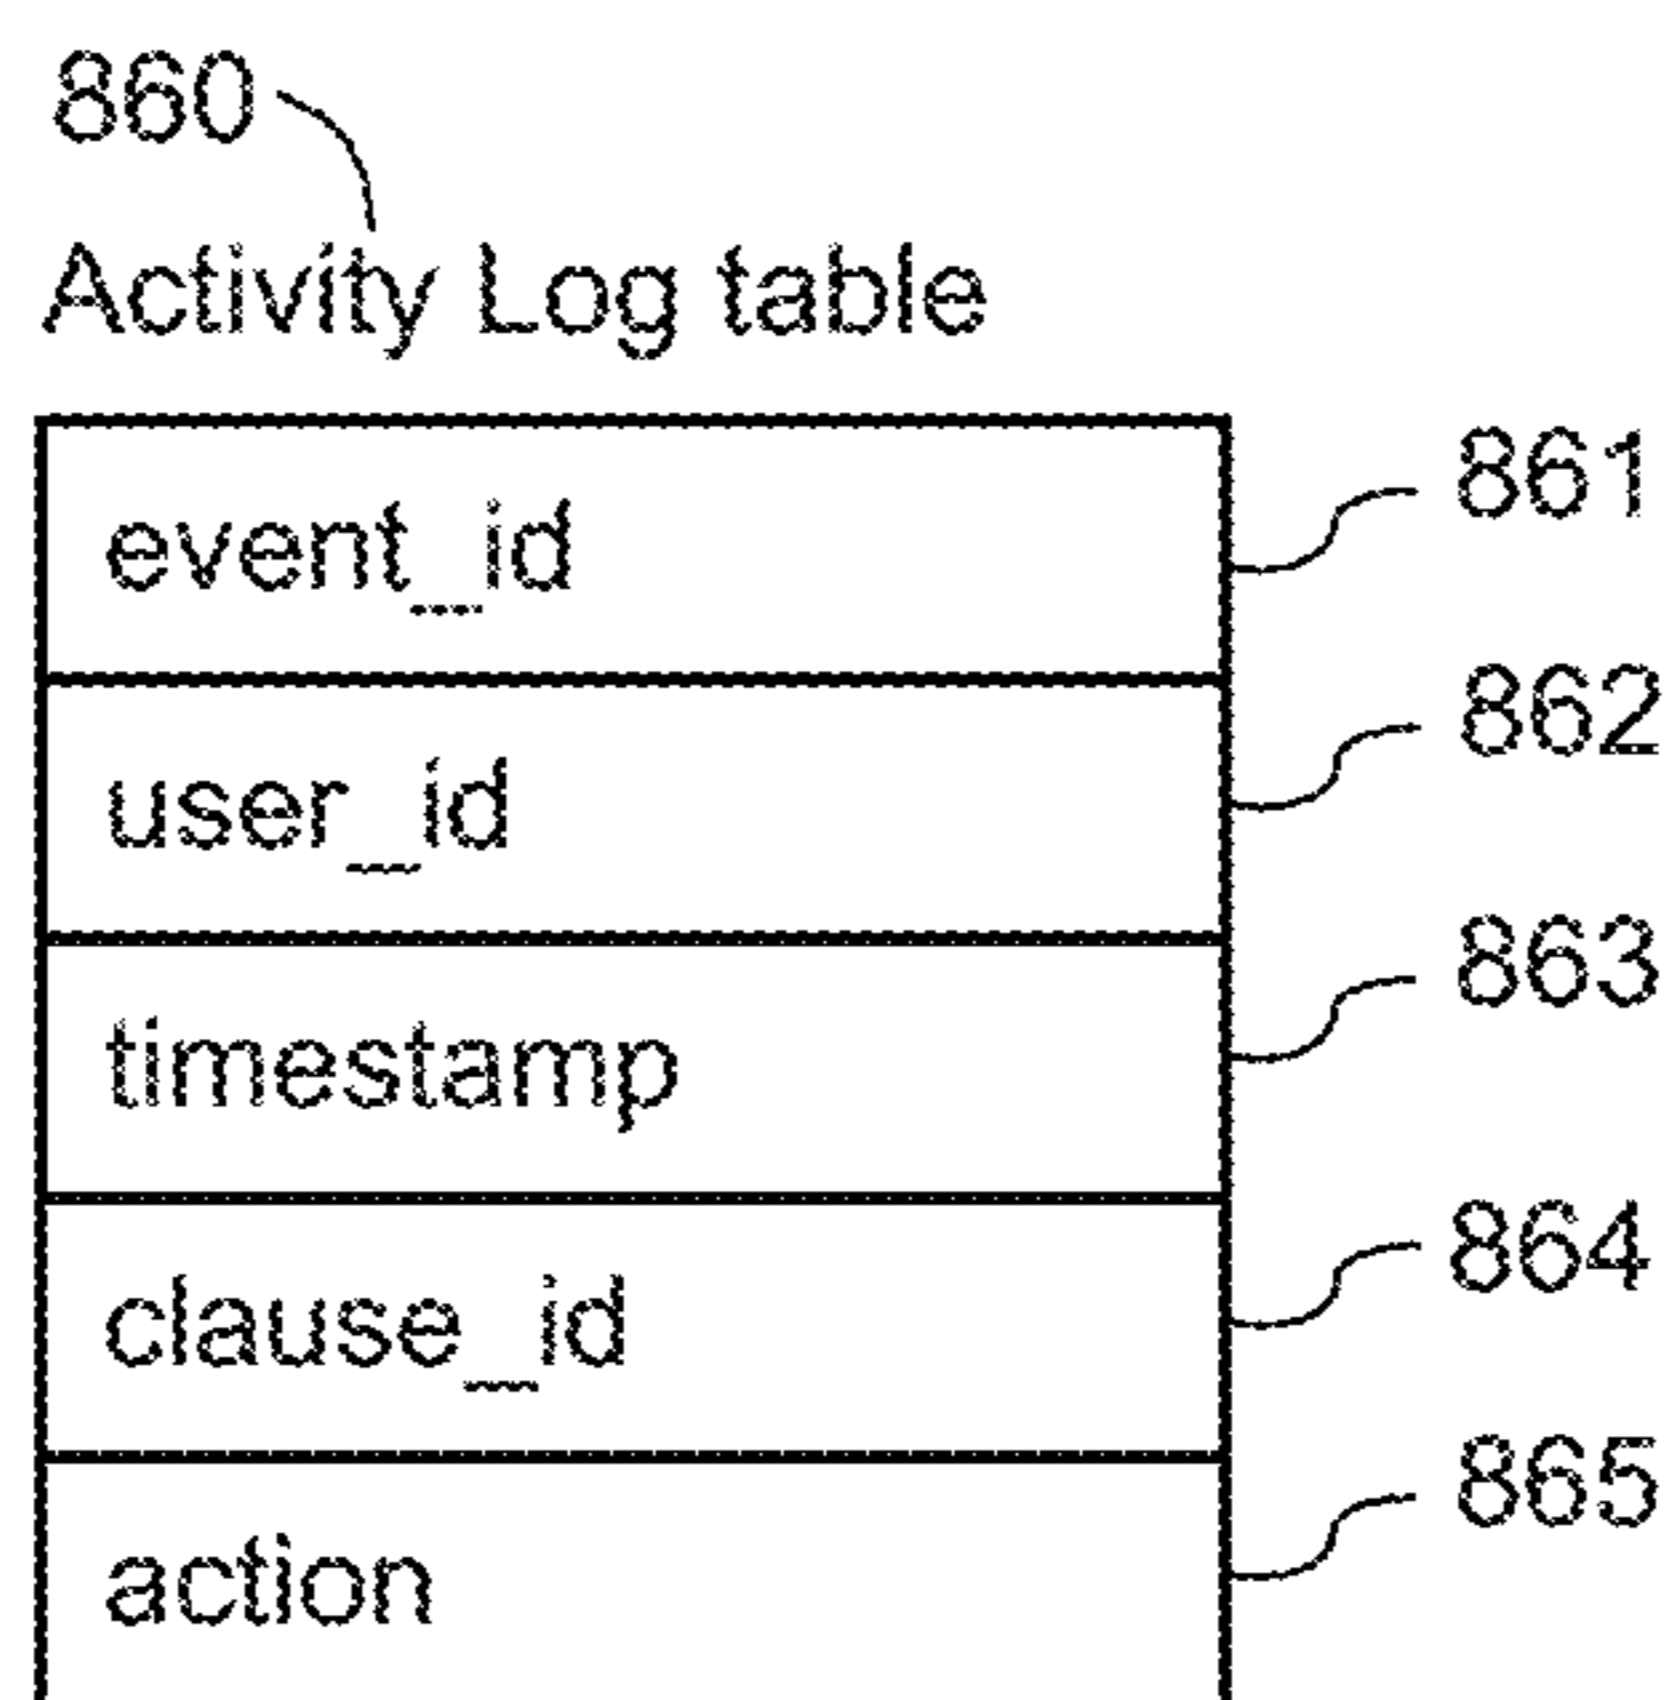 860
Activity Log table
event_id 861
user_id 862
timestamp 863
clause_id 864
action 865